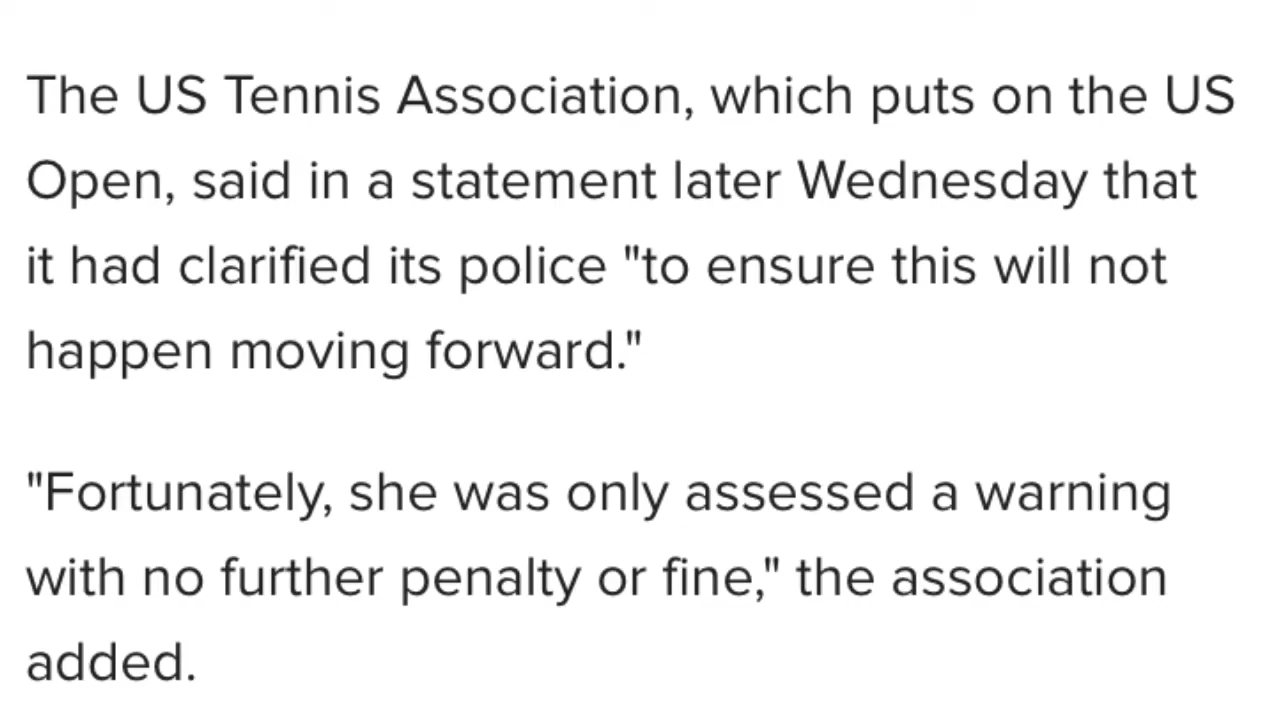 The US Tennis Association, which puts on the US
Open, said in a statement later Wednesday that
it had clarified its police "to ensure this will not
happen moving forward."
"Fortunately, she was only assessed a warning
with no further penalty or fine," the association
added.